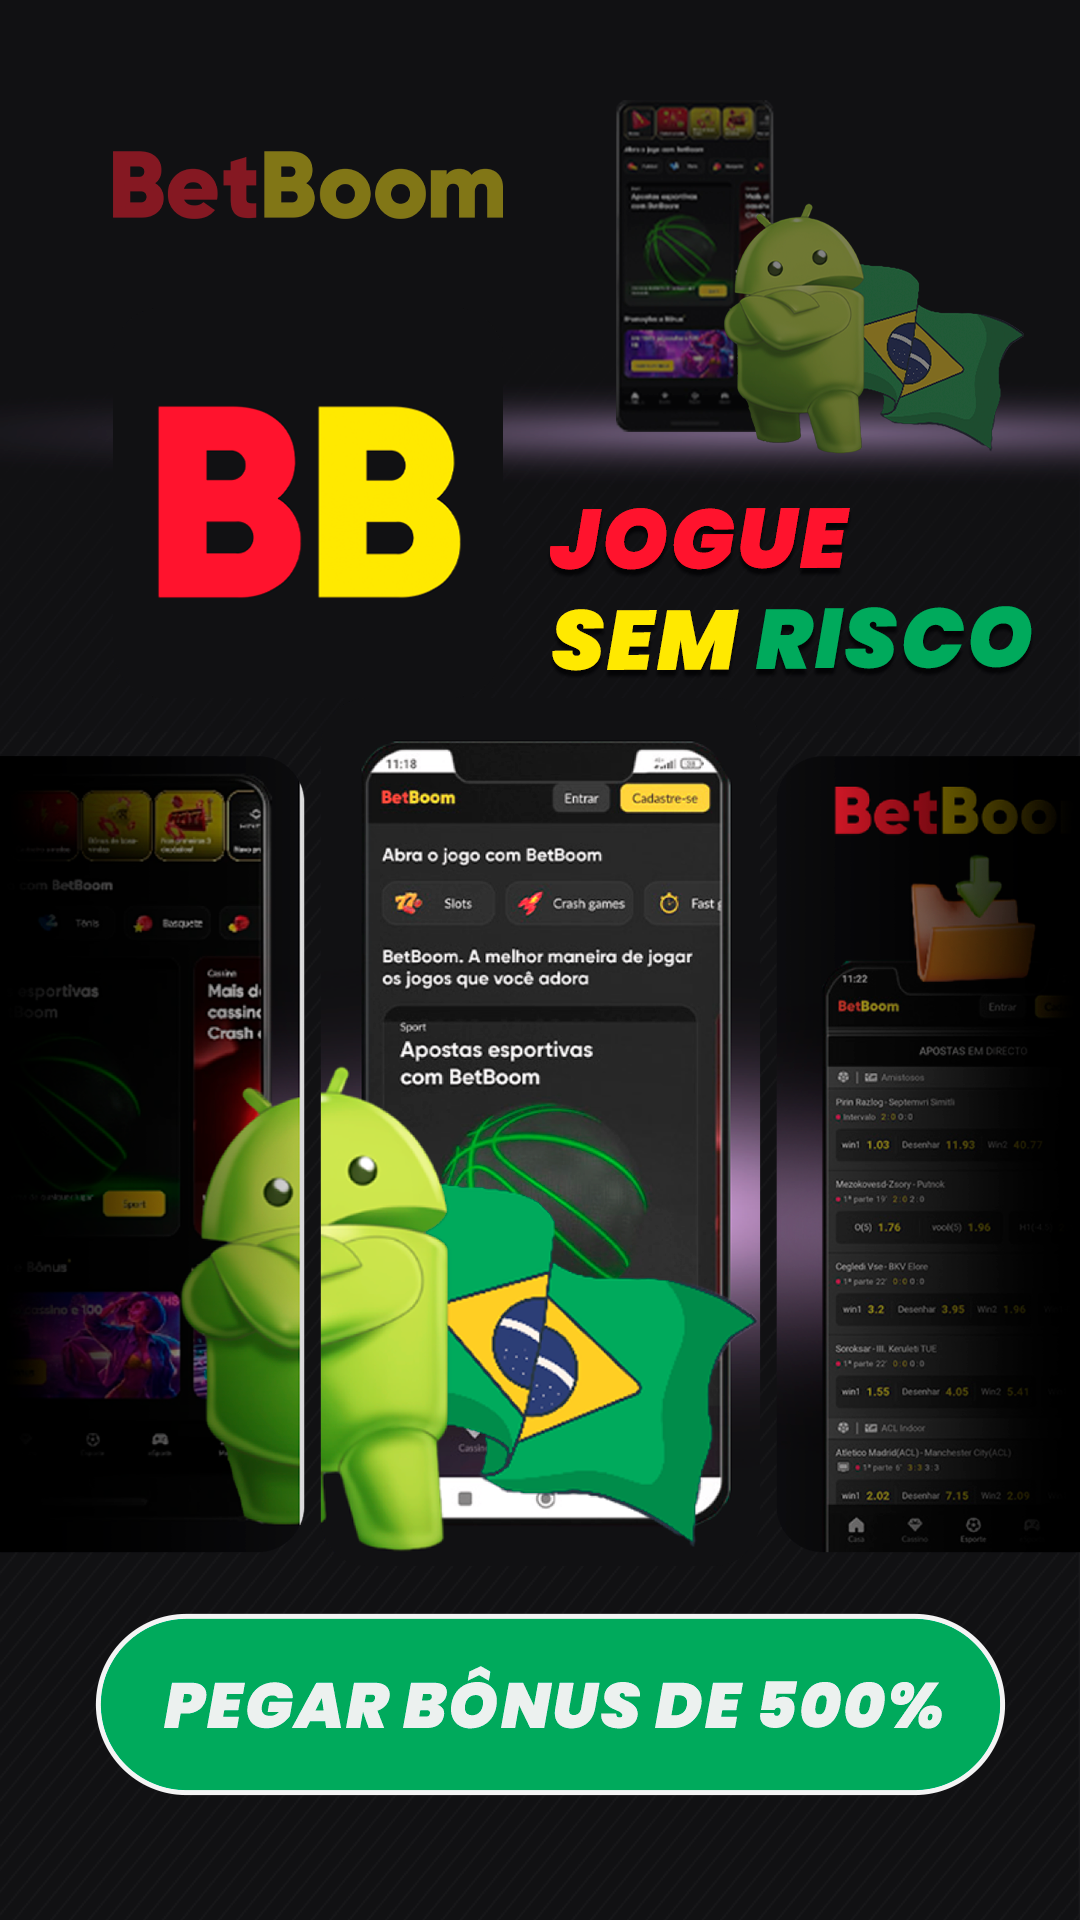 BetBoom
Abra o jogo com BetBoom
Apostas esportivas
com BetBoom
BB
JOGUE
SEM RISCO
com BetBoom
Tênis
Basquete
Cassino
Sport
Bônus
cassino e 100
11:18
BetBoom
Entrar
Cadastre-se
Abra o jogo com BetBoom
Slots
Crash games
Fast
BetBoom. A melhor maneira de jogar
os jogos que você adora
Sport
Apostas esportivas
com BetBoom
BetBoo
11:22
BetBoom
Entrar
APOSTAS EM DIRECTO
Amistosos
Pirin Razlog - Septemvri Simitli
Intervalo 2:0 0:0
win1 1.03 Desenhar 11.93 Win2 40.77
Mezokovesd-Zsory - Putnok
1ª parte 19' 2:0 2:0
O(5) 1.76 você(5) 1.96
Cegledi Vse - BKV Elore
1ª parte 22' 0:0 0:0
win1 3.2 Desenhar 3.95 Win2 1.96
Soroksar - III. Keruleti TUE
1ª parte 22' 0:0 0:0
win1 1.55 Desenhar 4.05 Win2 5.41
ACL Indoor
Atletico Madrid(ACL) - Manchester City(ACL)
1ª parte 6' 3:3 3:3
win1 2.02 Desenhar 7.15 Win2 2.09
Casa
Cassino
Esporte
PEGAR BÔNUS DE 500%